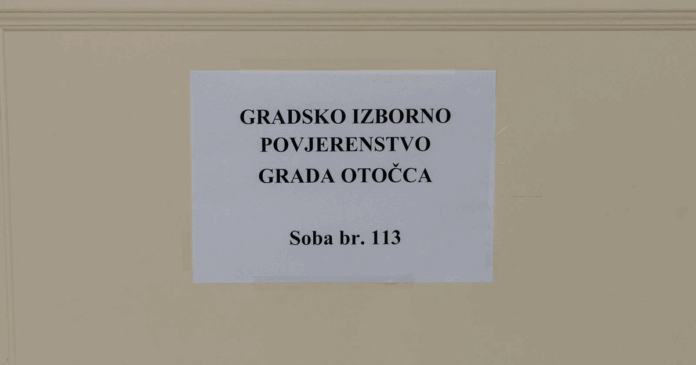 GRADSKO IZBORNO
POVJERENSTVO
GRADA OTOČCA
Soba br. 113